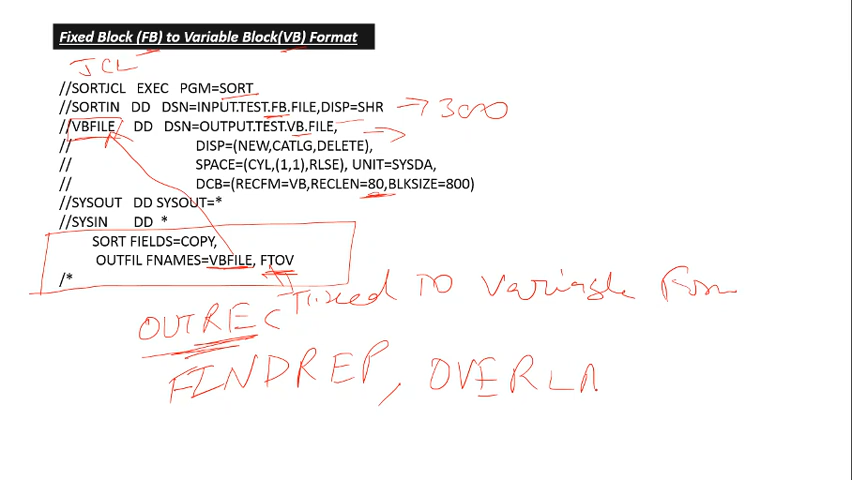 Fixed Block (FB) to Variable Block(VB) Format
JCL
//SORTJCL EXEC PGM=SORT
//SORTIN DD DSN=INPUT.TEST.FB.FILE,DISP=SHR → 3000
//VBFILE DD DSN=OUTPUT.TEST.VB.FILE,
// DISP=(NEW,CATLG,DELETE),
// SPACE=(CYL,(1,1),RLSE), UNIT=SYSDA,
// DCB=(RECFM=VB,RECLEN=80,BLKSIZE=800)
//SYSOUT DD SYSOUT=*
//SYSIN DD *
SORT FIELDS=COPY,
OUTFIL FNAMES=VBFILE, FTOV
/*
Fixed TO Variable
OUTREC
FINDREP, OVERLA